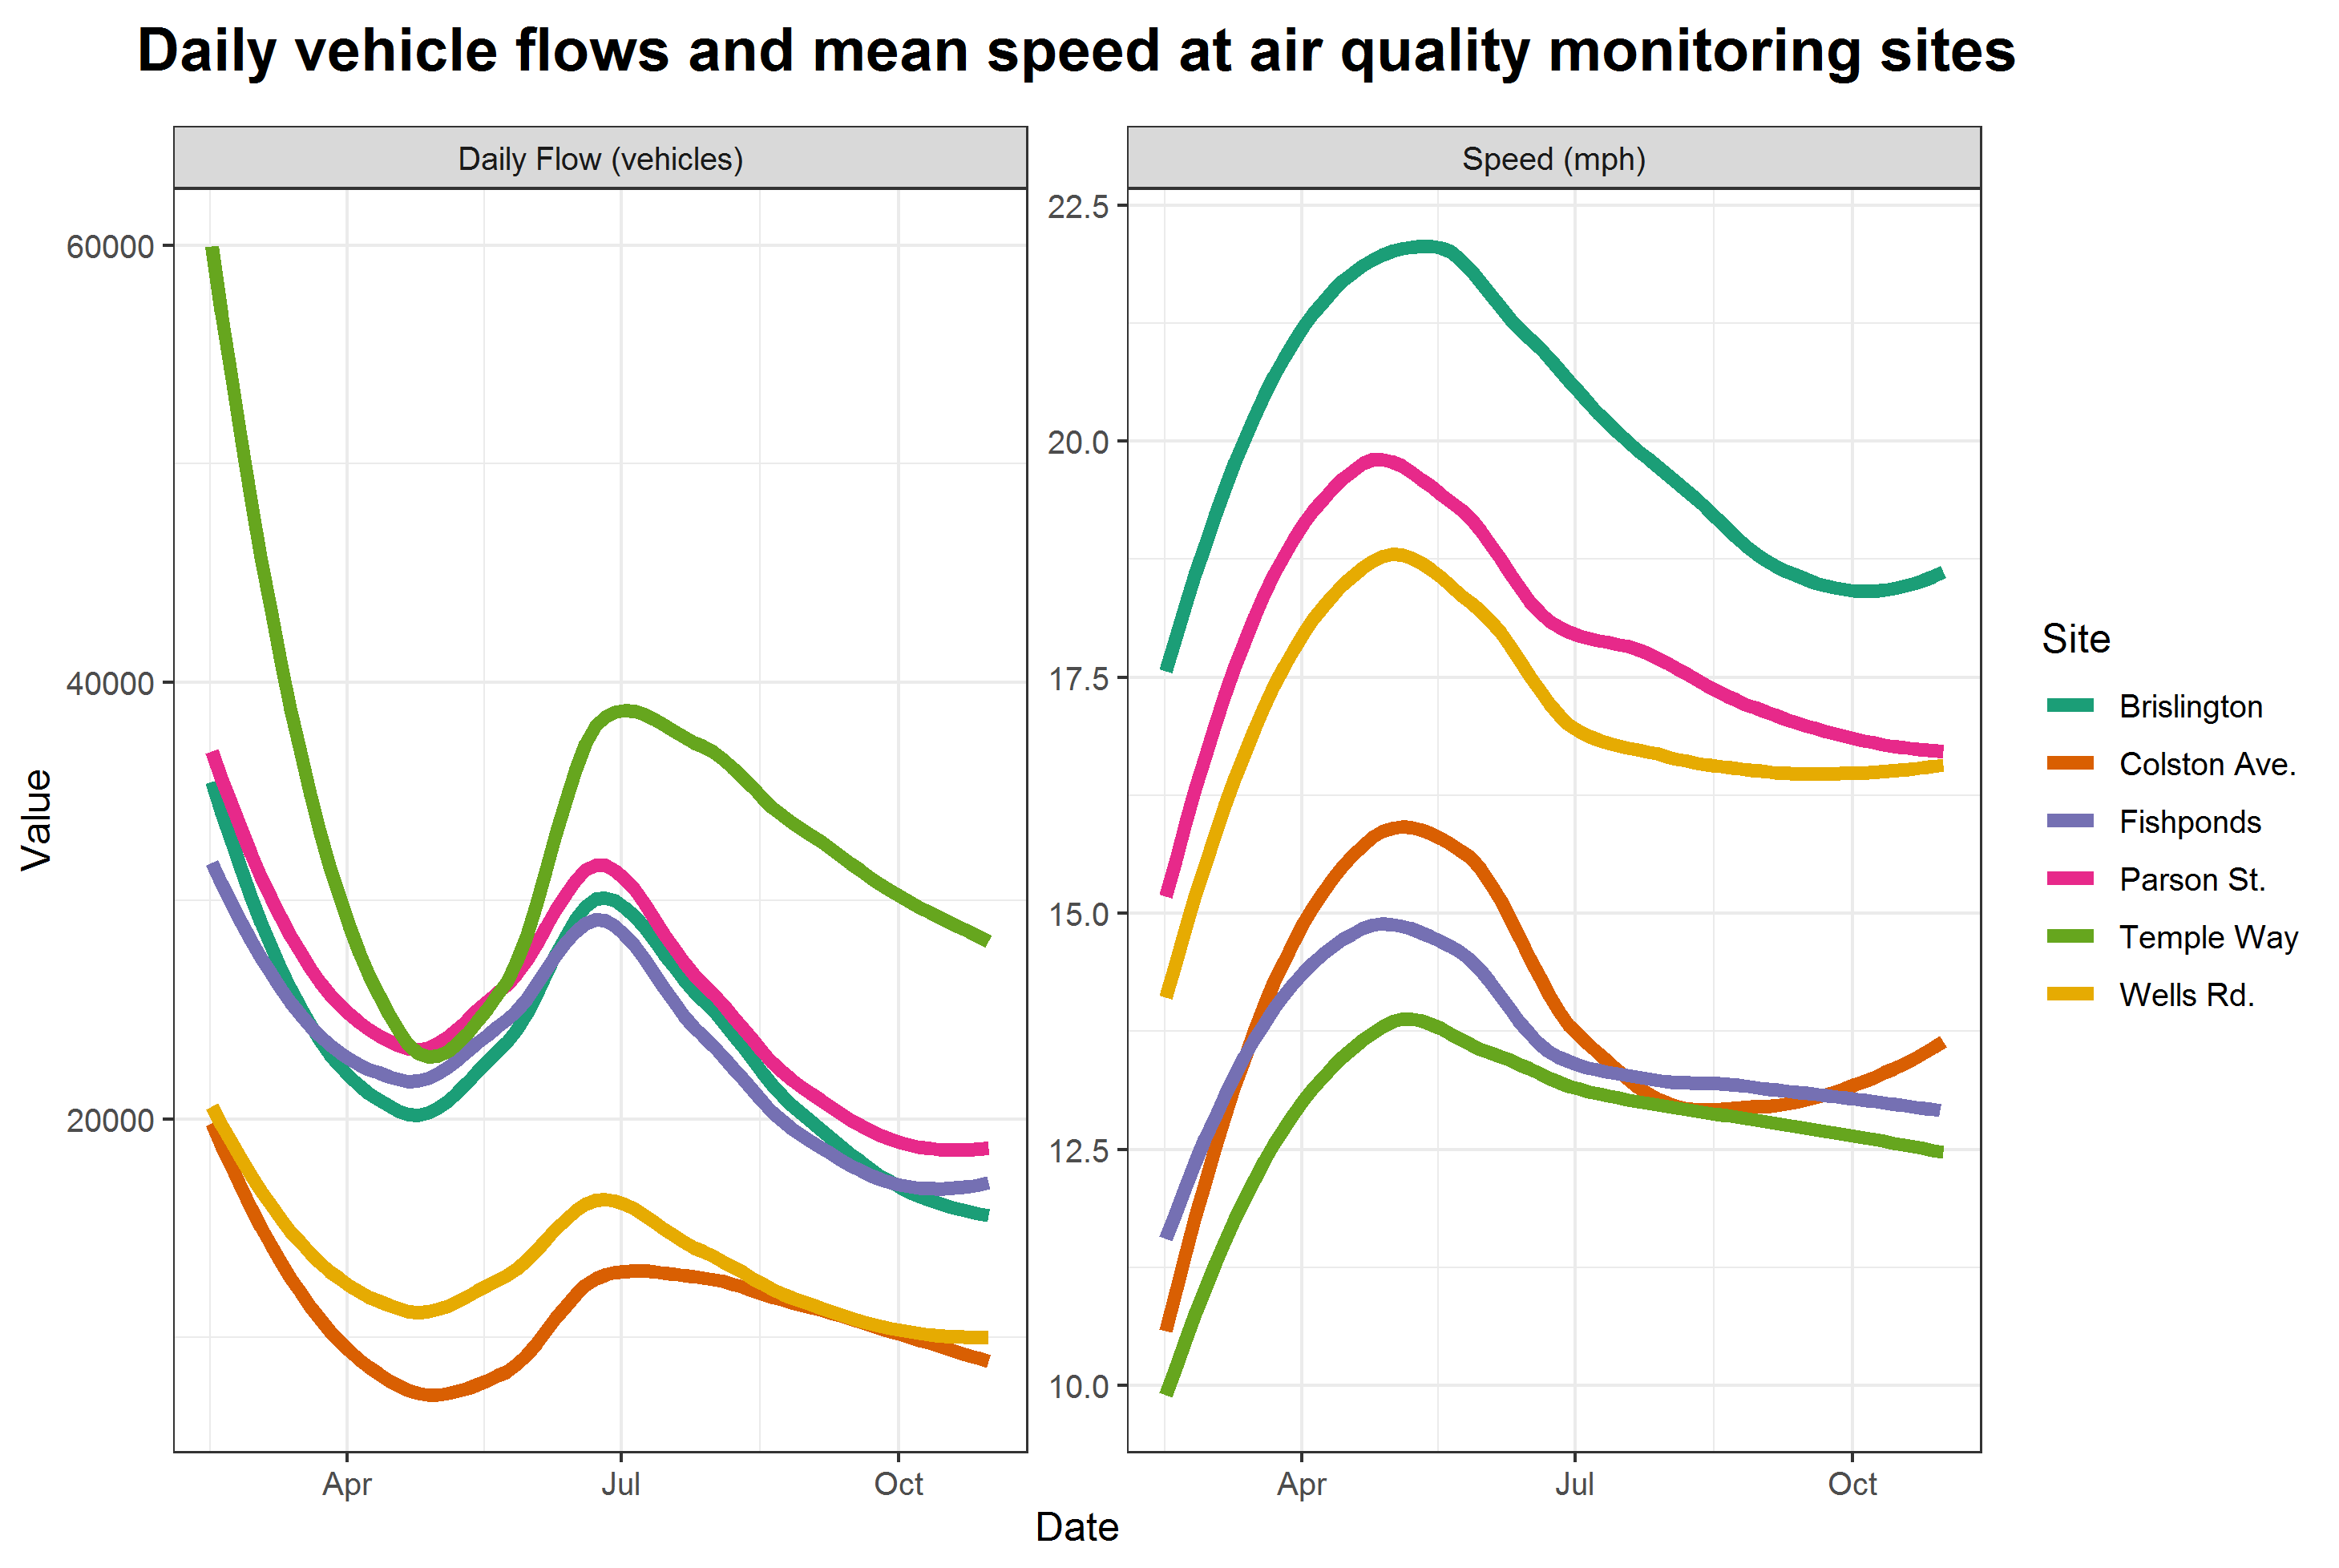 Daily vehicle flows and mean speed at air quality monitoring sites
Daily Flow (vehicles)
Speed (mph)
60000
40000
20000
22.5
20.0
17.5
15.0
12.5
10.0
Value
Apr
Jul
Oct
Apr
Jul
Oct
Date
Site
Brislington
Colston Ave.
Fishponds
Parson St.
Temple Way
Wells Rd.